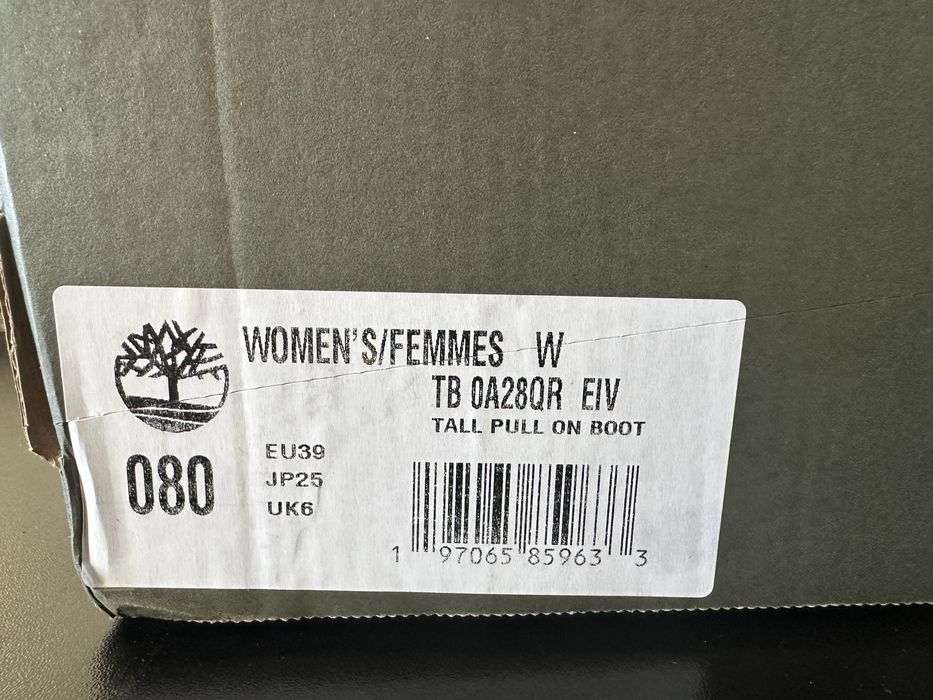 WOMEN'S/FEMMES W
TB 0A28QR EIV
TALL PULL ON BOOT
080
EU39
JP25
UK6
1 97065 85963 3